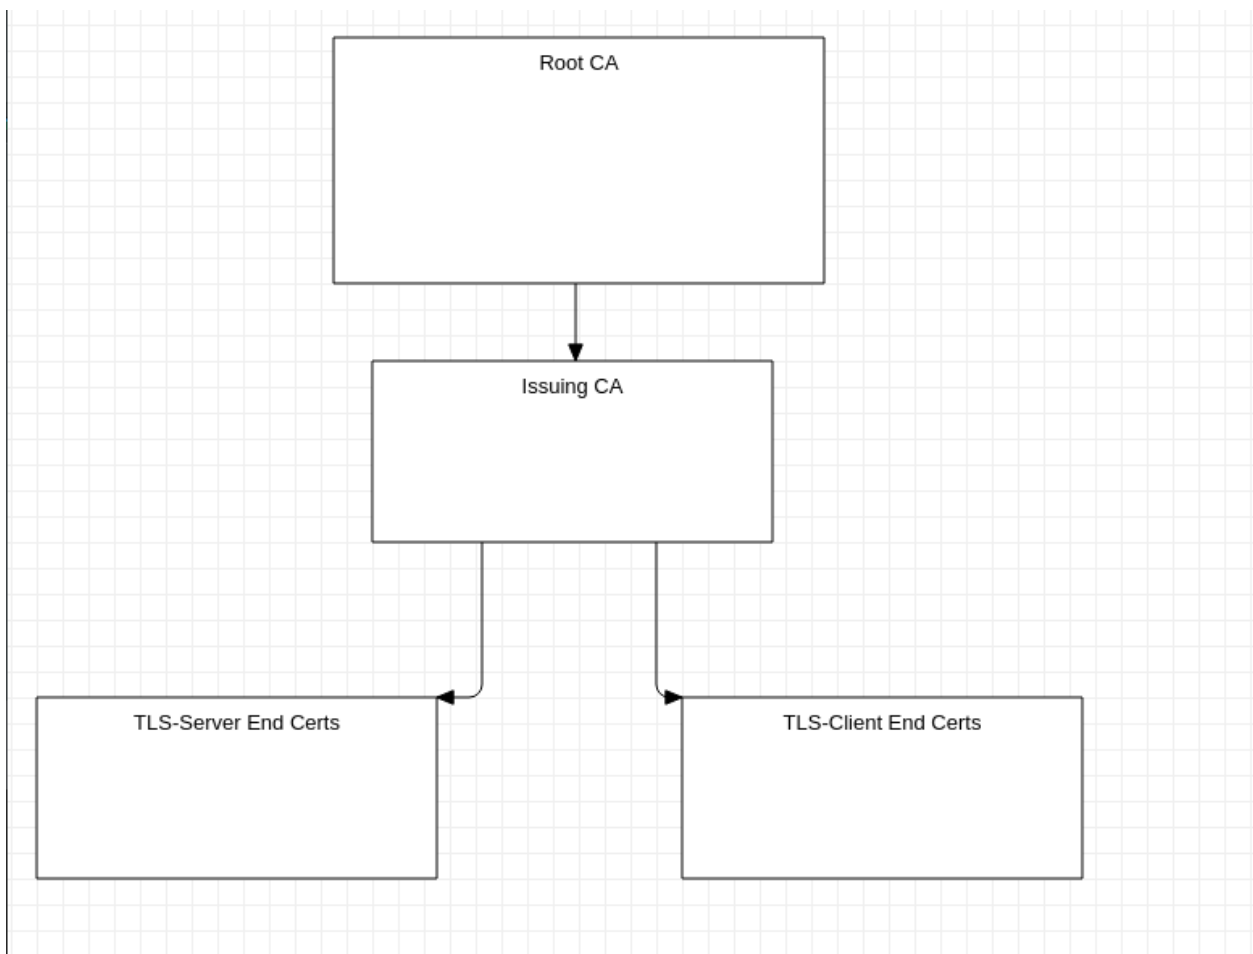 Root CA
Issuing CA
TLS-Server End Certs
TLS-Client End Certs